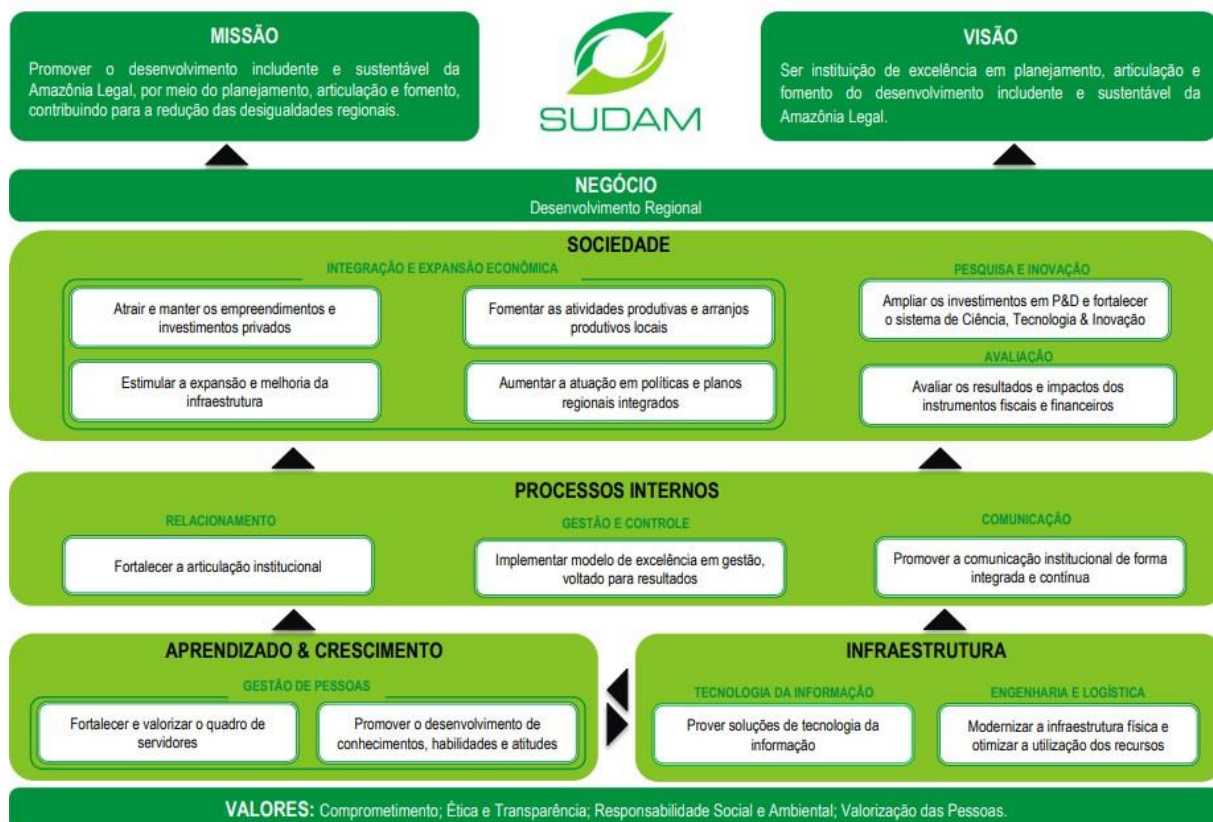 MISSÃO
Promover o desenvolvimento includente e sustentável da
Amazônia Legal, por meio do planejamento, articulação e fomento,
contribuindo para a redução das desigualdades regionais.
SUDAM
VISÃO
Ser instituição de excelência em planejamento, articulação e
fomento do desenvolvimento includente e sustentável da
Amazônia Legal.
NEGÓCIO
Desenvolvimento Regional
SOCIEDADE
INTEGRAÇÃO E EXPANSÃO ECONÔMICA
Atrair e manter os empreendimentos e
investimentos privados
Fomentar as atividades produtivas e arranjos
produtivos locais
Estimular a expansão e melhoria da
infraestrutura
Aumentar a atuação em políticas e planos
regionais integrados
PESQUISA E INOVAÇÃO
Ampliar os investimentos em P&D e fortalecer
o sistema de Ciência, Tecnologia & Inovação
AVALIAÇÃO
Avaliar os resultados e impactos dos
instrumentos fiscais e financeiros
PROCESSOS INTERNOS
RELACIONAMENTO
Fortalecer a articulação institucional
GESTÃO E CONTROLE
Implementar modelo de excelência em gestão,
voltado para resultados
COMUNICAÇÃO
Promover a comunicação institucional de forma
integrada e contínua
APRENDIZADO & CRESCIMENTO
GESTÃO DE PESSOAS
Fortalecer e valorizar o quadro de
servidores
Promover o desenvolvimento de
conhecimentos, habilidades e atitudes
INFRAESTRUTURA
TECNOLOGIA DA INFORMAÇÃO
Prover soluções de tecnologia da
informação
ENGENHARIA E LOGÍSTICA
Modernizar a infraestrutura física e
otimizar a utilização dos recursos
VALORES: Comprometimento; Ética e Transparência; Responsabilidade Social e Ambiental; Valorização das Pessoas.